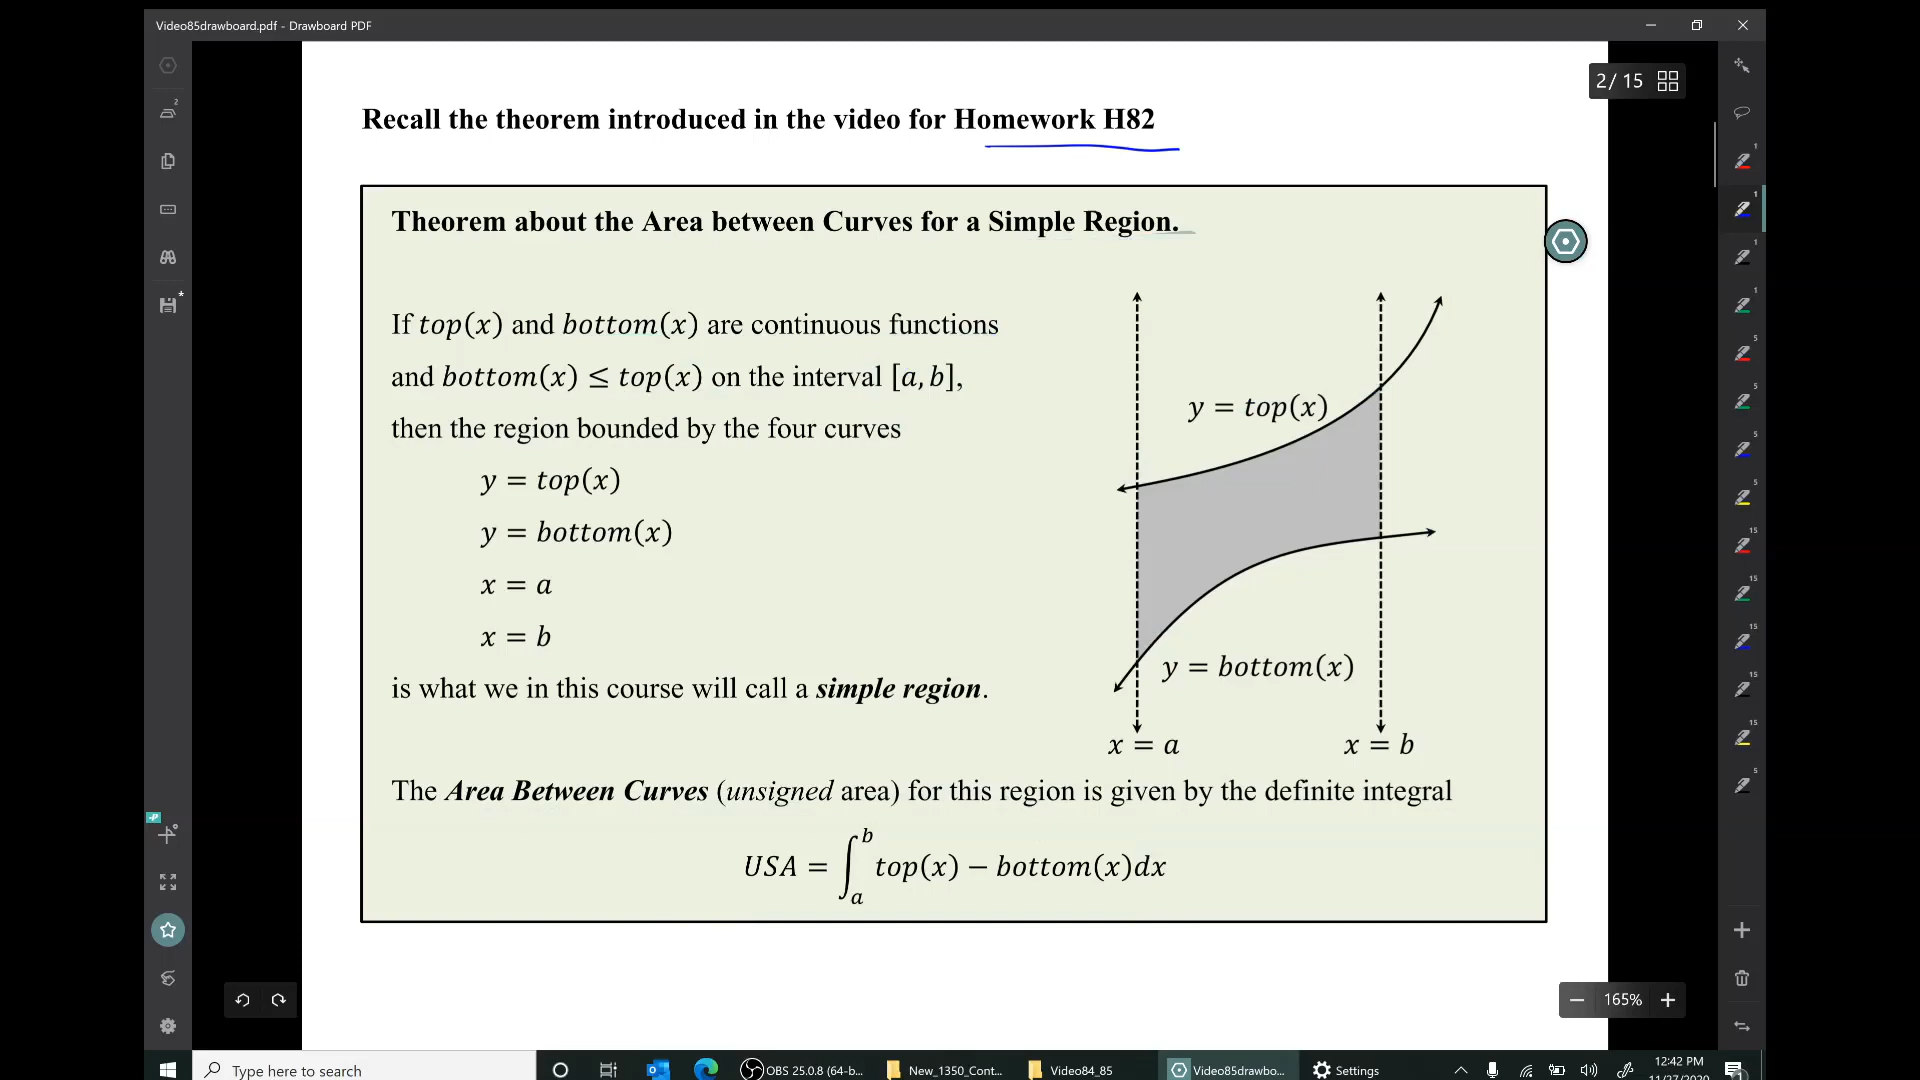 Video85drawboard.pdf - Drawboard PDF
2 / 15
Recall the theorem introduced in the video for Homework H82
Theorem about the Area between Curves for a Simple Region.
If top(x) and bottom(x) are continuous functions
and bottom(x) ≤ top(x) on the interval [a, b],
then the region bounded by the four curves
y = top(x)
y = bottom(x)
x = a
x = b
is what we in this course will call a simple region.
y = top(x)
y = bottom(x)
x = a
x = b
The Area Between Curves (unsigned area) for this region is given by the definite integral
USA = ∫_a^b top(x) − bottom(x)dx
165%
Type here to search
OBS 25.0.8 (64-b...
New_1350_Cont...
Video84_85
Video85drawbo...
Settings
12:42 PM
11/27/2020